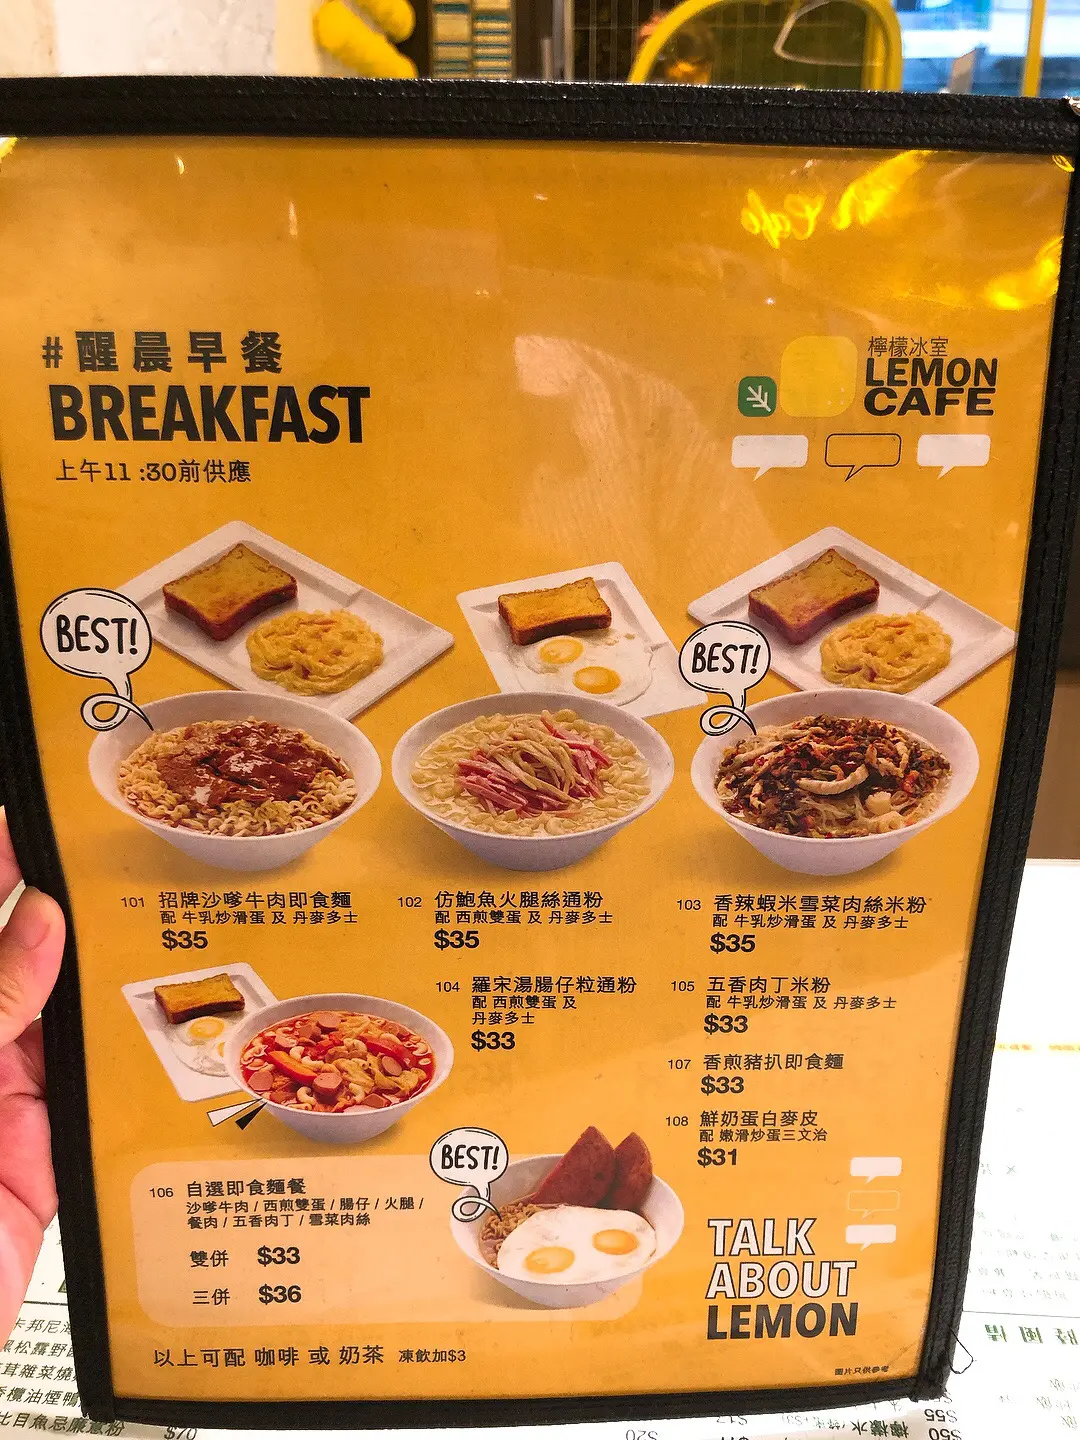 #醒晨早餐
BREAKFAST
上午11:30前供應
檸檬冰室
LEMON
CAFE
BEST!
BEST!
101 招牌沙嗲牛肉即食麵
配 牛乳炒滑蛋 及 丹麥多士
$35
102 仿鮑魚火腿絲通粉
配 西煎雙蛋 及 丹麥多士
$35
103 香辣蝦米雪菜肉絲米粉
配 牛乳炒滑蛋 及 丹麥多士
$35
104 羅宋湯腸仔粒通粉
配 西煎雙蛋 及
丹麥多士
$33
105 五香肉丁米粉
配 牛乳炒滑蛋 及 丹麥多士
$33
107 香煎豬扒即食麵
$33
108 鮮奶蛋白麥皮
配 嫩滑炒蛋三文治
$31
BEST!
106 自選即食麵餐
沙嗲牛肉 / 西煎雙蛋 / 腸仔 / 火腿 /
餐肉 / 五香肉丁 / 雪菜肉絲
雙併 $33
三併 $36
TALK
ABOUT
LEMON
以上可配 咖啡 或 奶茶 凍飲加$3
圖片只供參考
$70
$55
$50